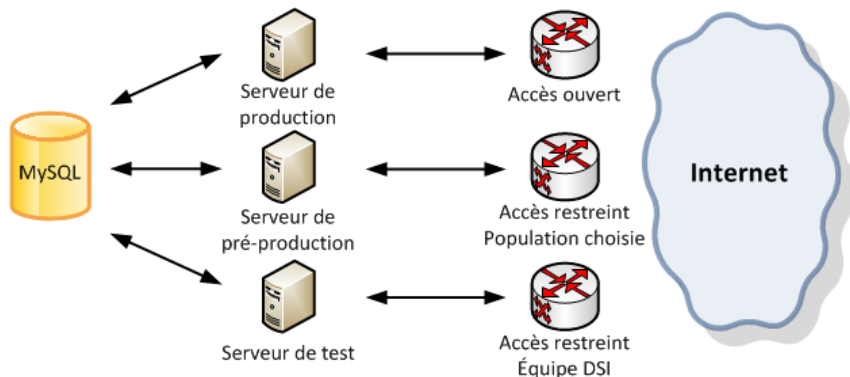 MySQL
Serveur de
production
Accès ouvert
Serveur de
pré-production
Accès restreint
Population choisie
Serveur de test
Accès restreint
Équipe DSI
Internet